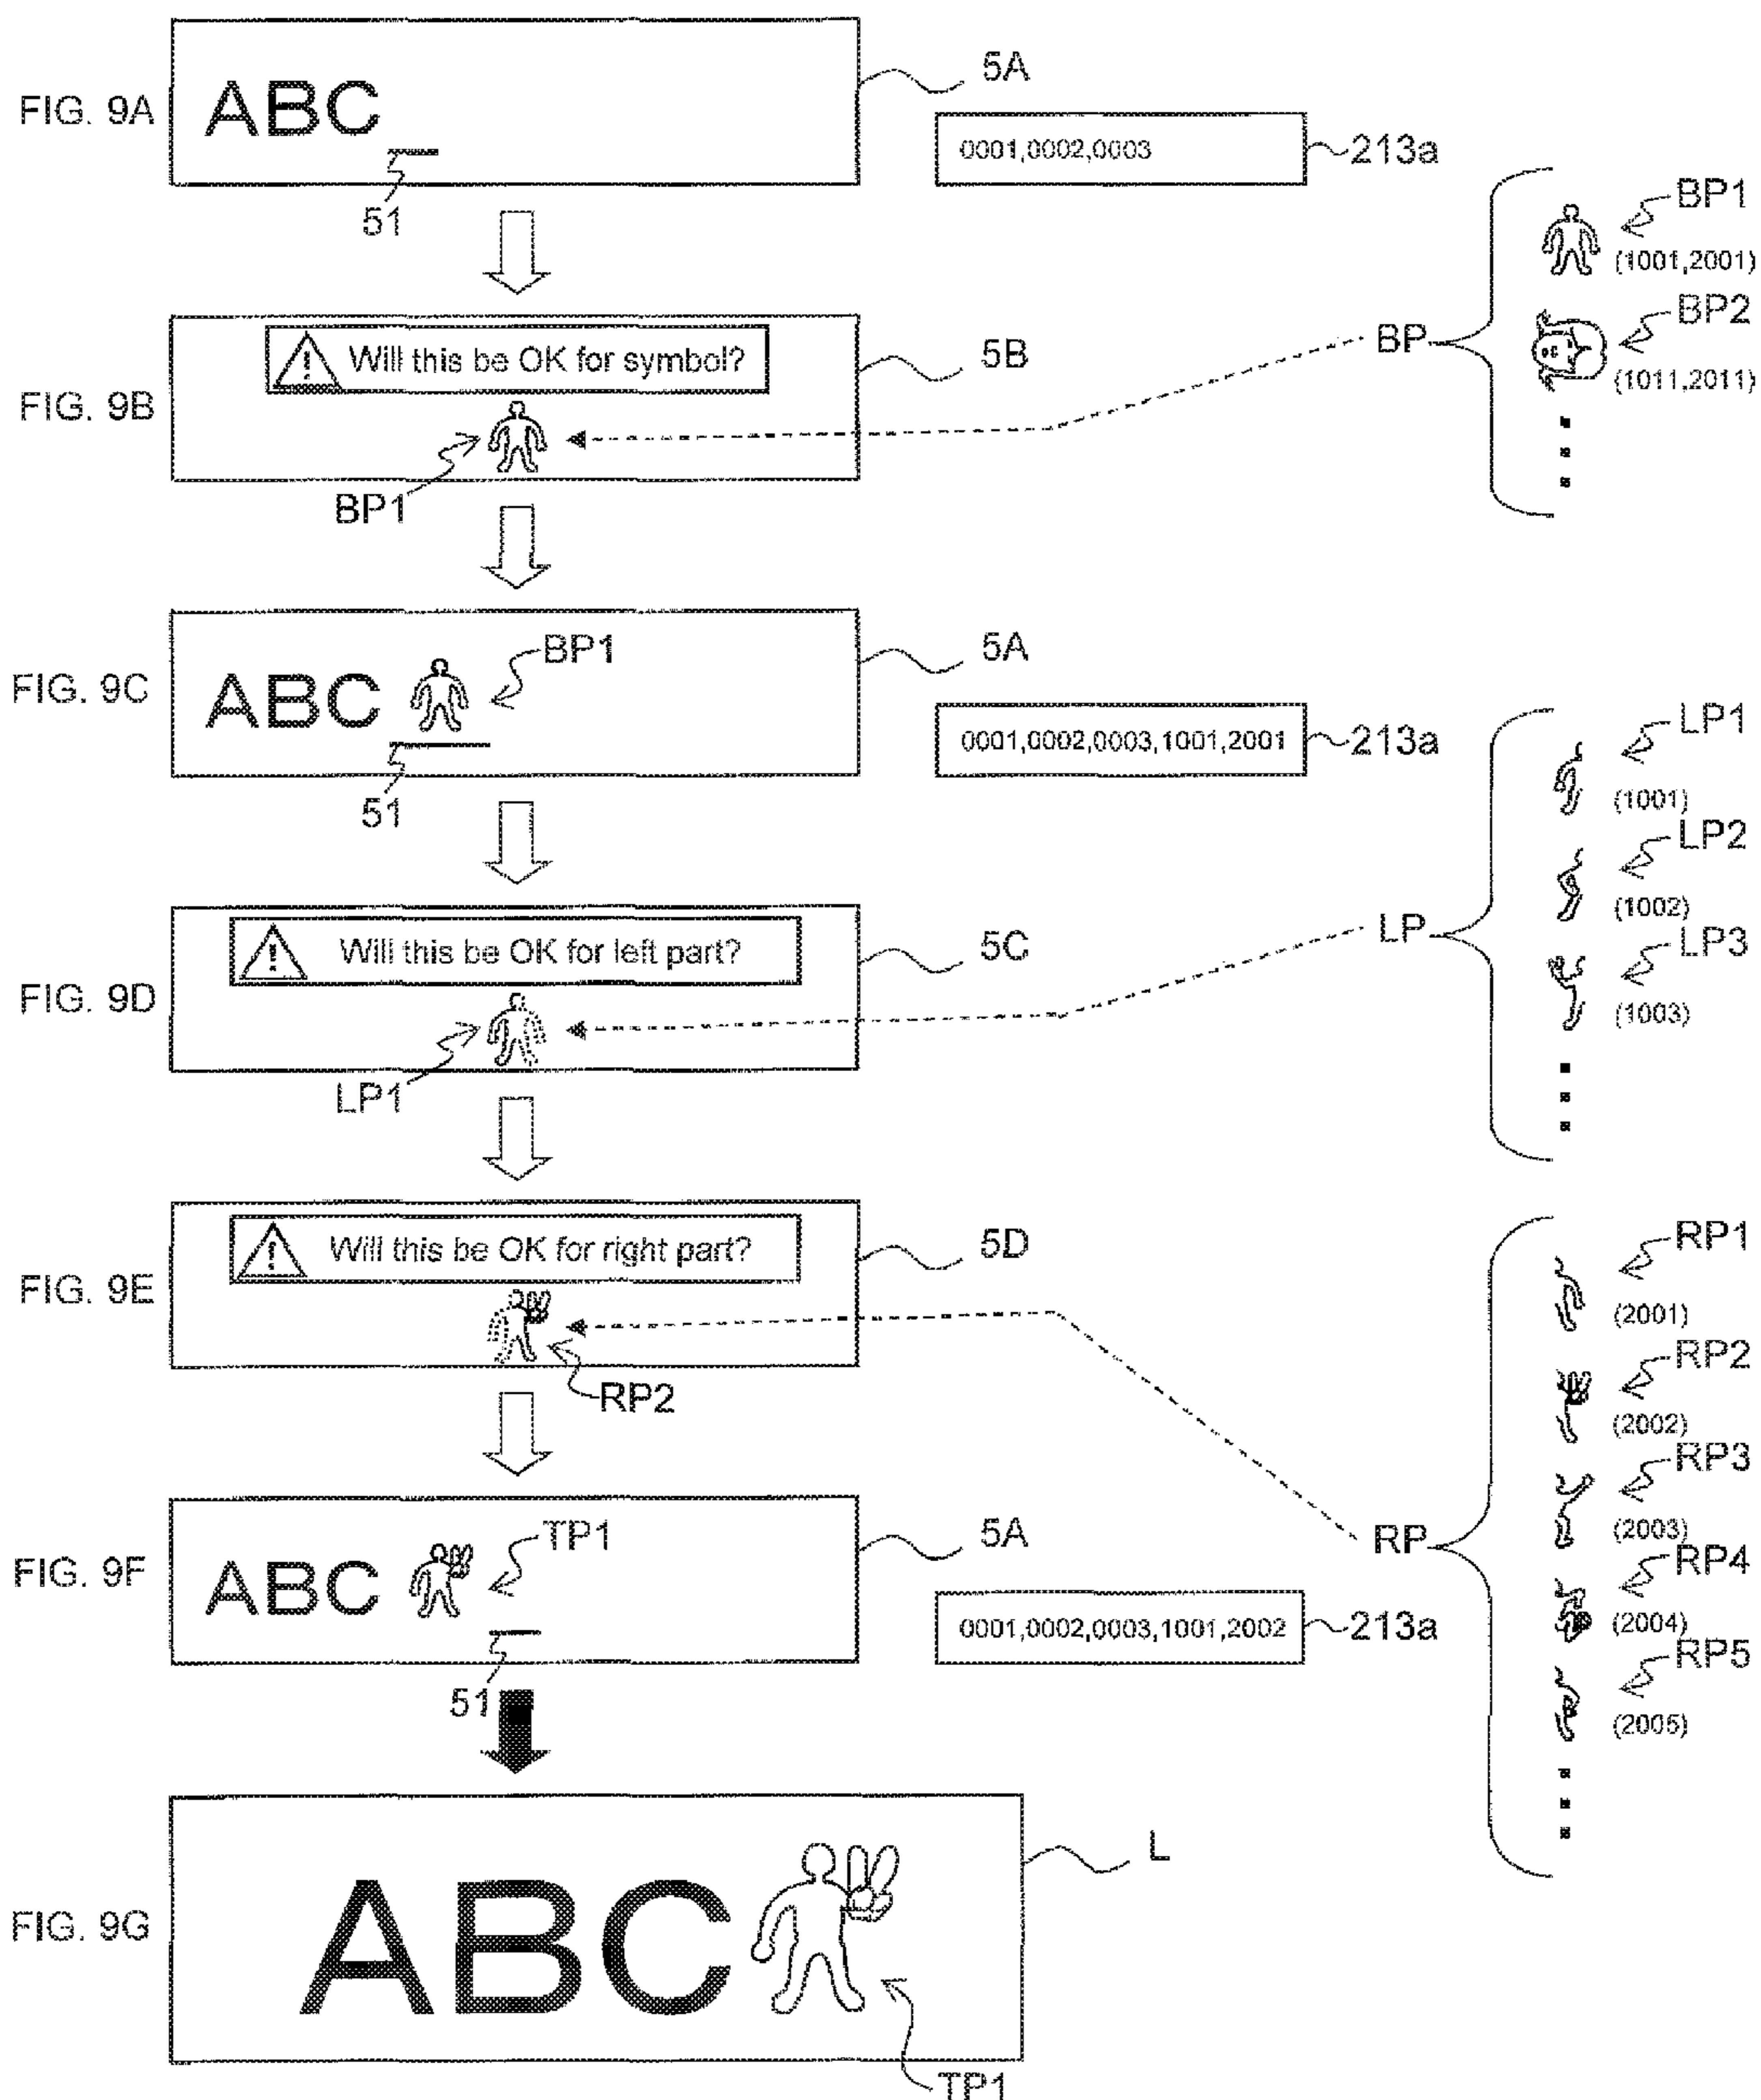 FIG. 9A
ABC
51
5A
0001,0002,0003
213a
BP
BP1
(1001,2001)
BP2
(1011,2011)
FIG. 9B
! Will this be OK for symbol?
BP1
5B
FIG. 9C
ABC
BP1
51
5A
0001,0002,0003,1001,2001
213a
LP
LP1
(1001)
LP2
(1002)
LP3
(1003)
FIG. 9D
! Will this be OK for left part?
LP1
5C
FIG. 9E
! Will this be OK for right part?
RP2
5D
RP
RP1
(2001)
RP2
(2002)
RP3
(2003)
RP4
(2004)
RP5
(2005)
FIG. 9F
ABC
TP1
51
5A
0001,0002,0003,1001,2002
213a
FIG. 9G
ABC
L
TP1